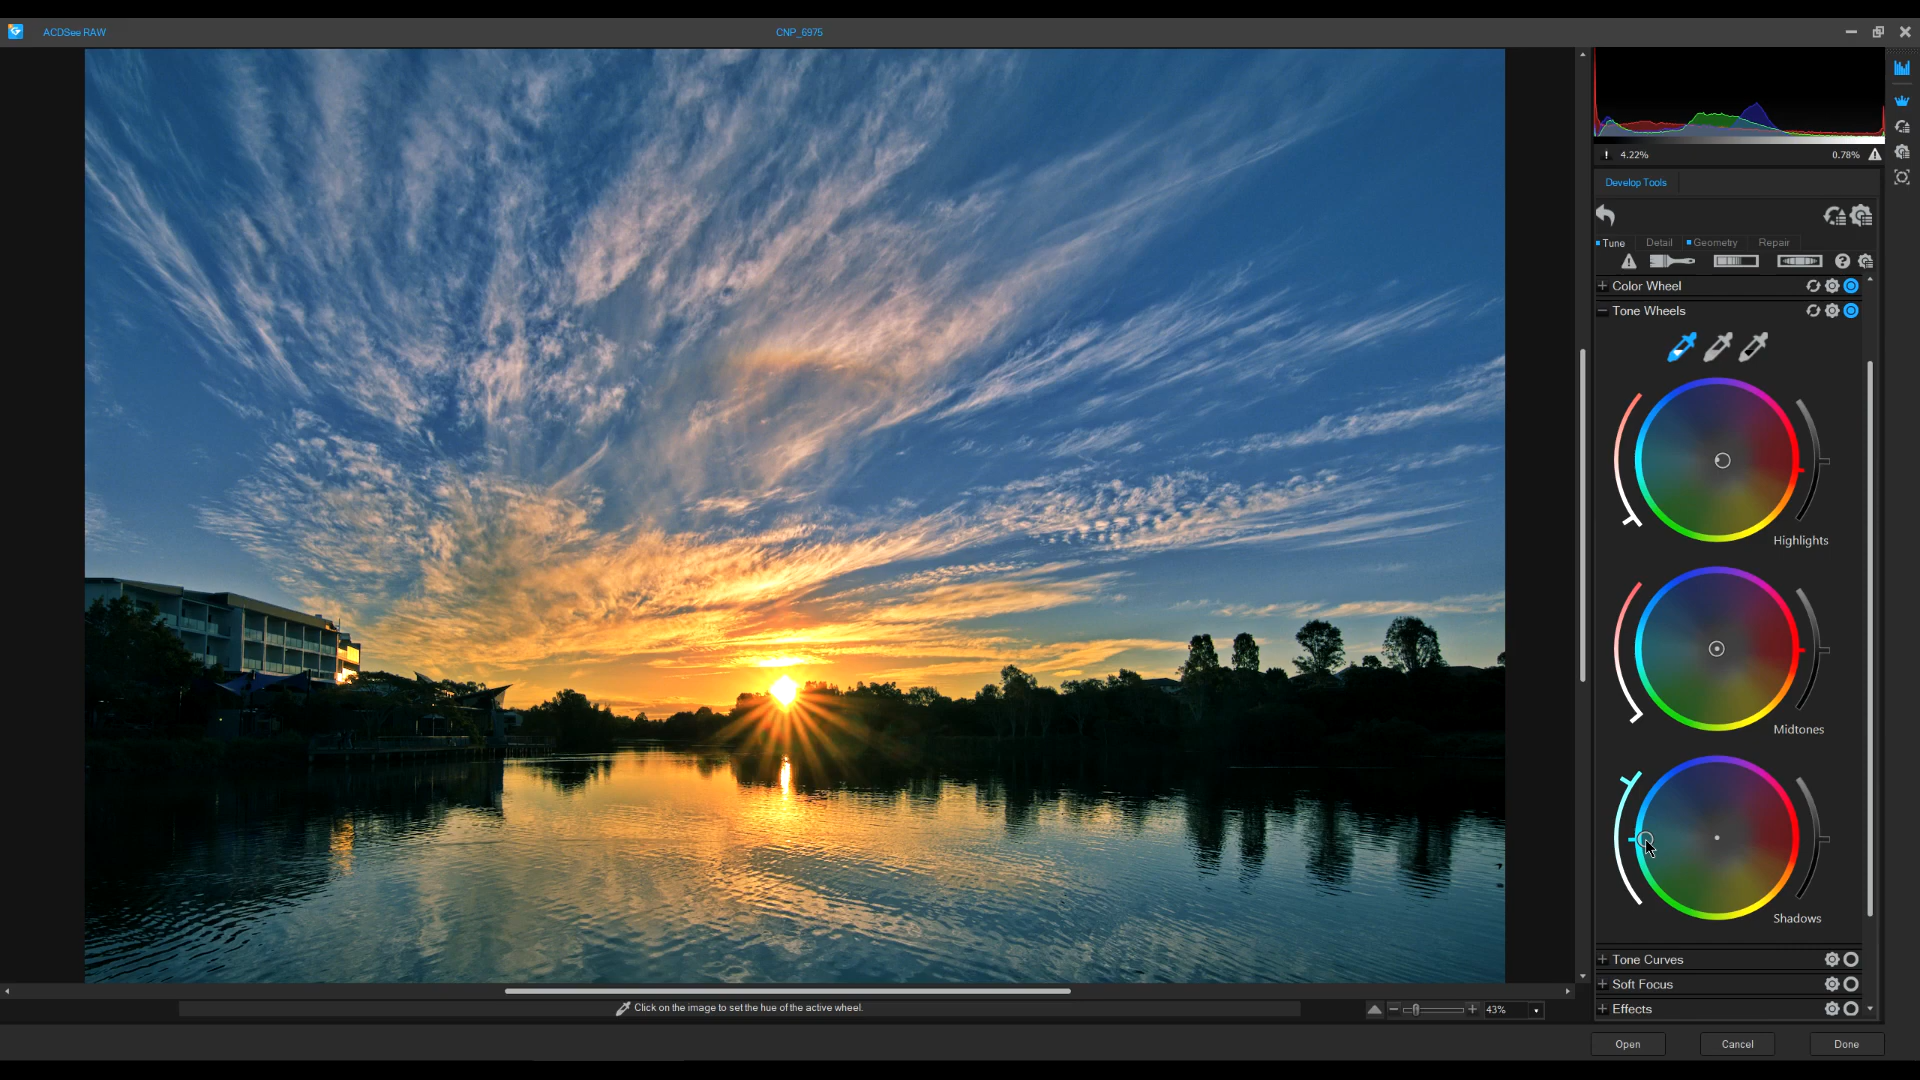 ACDSee RAW
CNP_6975
4.22%
0.78%
Develop Tools
Tune
Detail
Geometry
Repair
Color Wheel
Tone Wheels
Highlights
Midtones
Shadows
Tone Curves
Soft Focus
Effects
Click on the image to set the hue of the active wheel.
43%
Open
Cancel
Done